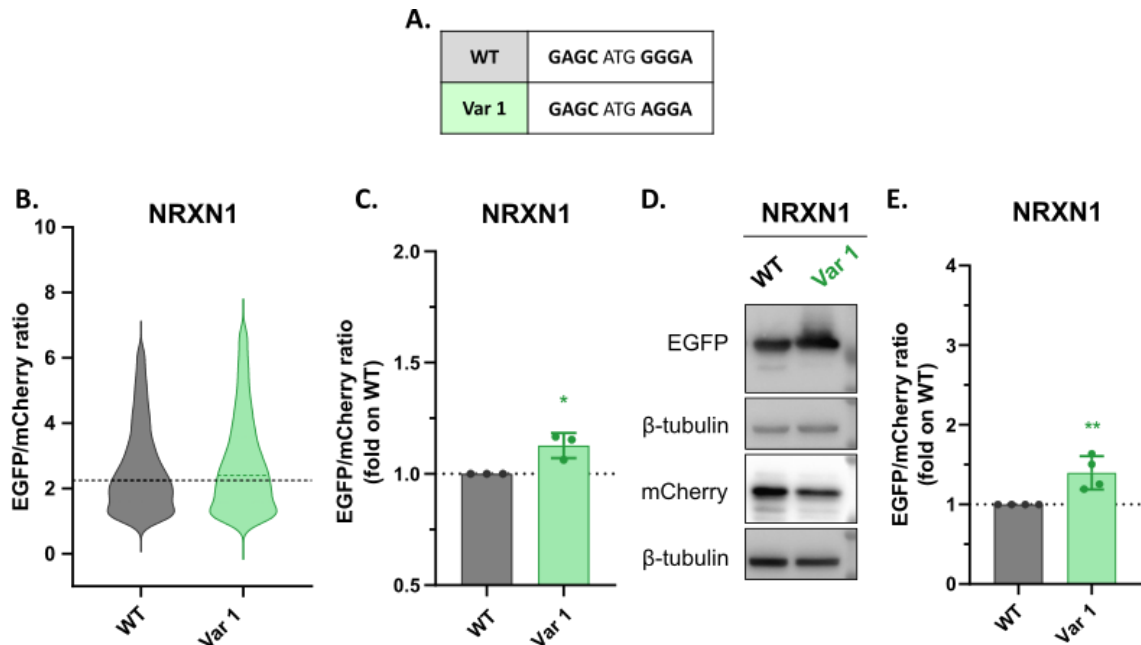 A.
WT GAGC ATG GGGA
Var 1 GAGC ATG AGGA
B.
NRXN1
EGFP/mCherry ratio
10
8
6
4
2
0
WT
Var 1
C.
NRXN1
EGFP/mCherry ratio
(fold on WT)
2.0
1.5
1.0
0.5
*
WT
Var 1
D.
NRXN1
WT
Var 1
EGFP
β-tubulin
mCherry
β-tubulin
E.
NRXN1
EGFP/mCherry ratio
(fold on WT)
4
3
2
1
0
**
WT
Var 1